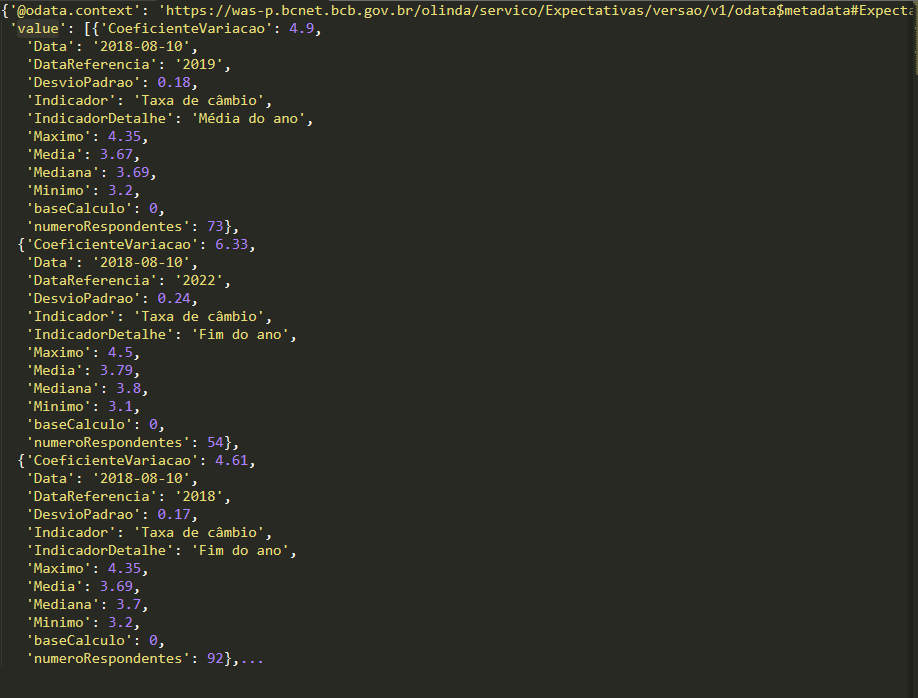 {'@odata.context': 'https://was-p.bcnet.bcb.gov.br/olinda/servico/Expectativas/versao/v1/odata$metadata#Expecta
'value': [{'CoeficienteVariacao': 4.9,
'Data': '2018-08-10',
'DataReferencia': '2019',
'DesvioPadrao': 0.18,
'Indicador': 'Taxa de câmbio',
'IndicadorDetalhe': 'Média do ano',
'Maximo': 4.35,
'Media': 3.67,
'Mediana': 3.69,
'Minimo': 3.2,
'baseCalculo': 0,
'numeroRespondentes': 73},
{'CoeficienteVariacao': 6.33,
'Data': '2018-08-10',
'DataReferencia': '2022',
'DesvioPadrao': 0.24,
'Indicador': 'Taxa de câmbio',
'IndicadorDetalhe': 'Fim do ano',
'Maximo': 4.5,
'Media': 3.79,
'Mediana': 3.8,
'Minimo': 3.1,
'baseCalculo': 0,
'numeroRespondentes': 54},
{'CoeficienteVariacao': 4.61,
'Data': '2018-08-10',
'DataReferencia': '2018',
'DesvioPadrao': 0.17,
'Indicador': 'Taxa de câmbio',
'IndicadorDetalhe': 'Fim do ano',
'Maximo': 4.35,
'Media': 3.69,
'Mediana': 3.7,
'Minimo': 3.2,
'baseCalculo': 0,
'numeroRespondentes': 92},...